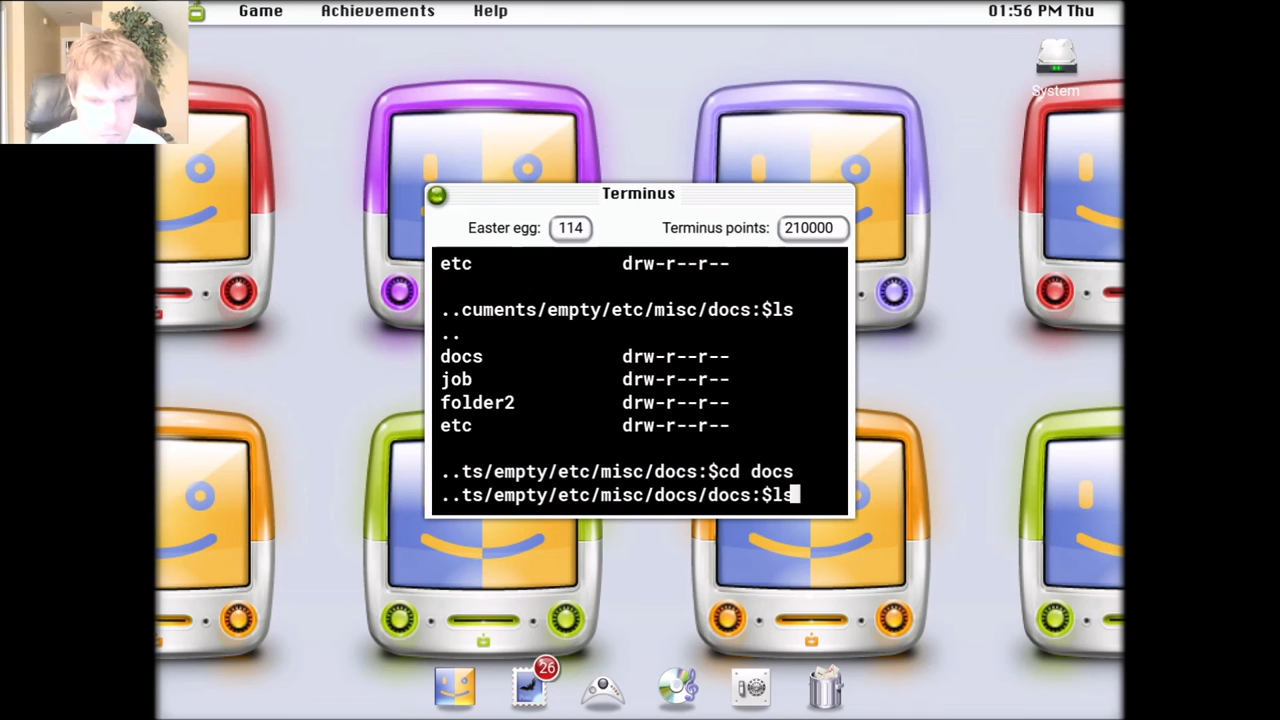 Game Achievements Help 01:56 PM Thu
System
Terminus
Easter egg: 114 Terminus points: 210000
etc drw-r--r--
..cuments/empty/etc/misc/docs:$ls
..
docs drw-r--r--
job drw-r--r--
folder2 drw-r--r--
etc drw-r--r--
..ts/empty/etc/misc/docs:$cd docs
..ts/empty/etc/misc/docs/docs:$ls
26